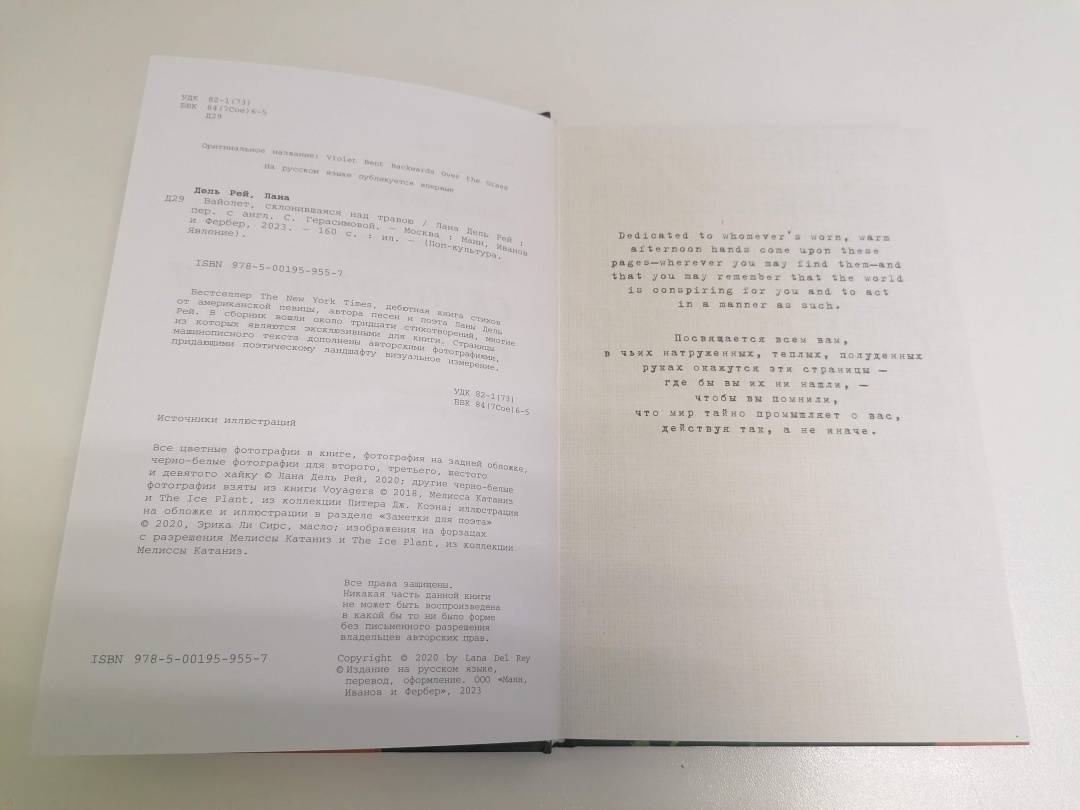 УДК 82-1(73)
ББК 84(7Сое)6-5
Д29
Оригинальное название: Violet Bent Backwards Over the Grass
На русском языке публикуется впервые
Дель Рей, Лана
Д29 Вайолет, склонившаяся над травою / Лана Дель Рей ;
пер. с англ. С. Герасимовой. — Москва : Манн, Иванов
и Фербер, 2023. — 160 с. : ил. — (Поп-культура.
Явление).
ISBN 978-5-00195-955-7
Бестселлер The New York Times, дебютная книга стихов
от американской певицы, автора песен и поэта Ланы Дель
Рей. В сборник вошли около тридцати стихотворений, многие
из которых являются эксклюзивными для книги. Страницы
машинописного текста дополнены авторскими фотографиями,
придающими поэтическому ландшафту визуальное измерение.
УДК 82-1(73)
ББК 84(7Сое)6-5
Источники иллюстраций
Все цветные фотографии в книге, фотография на задней обложке,
черно-белые фотографии для второго, третьего, шестого
и девятого хайку © Лана Дель Рей, 2020; другие черно-белые
фотографии взяты из книги Voyagers © 2018, Мелисса Катаниз
и The Ice Plant, из коллекции Питера Дж. Коэна; иллюстрация
на обложке и иллюстрации в разделе «Заметки для поэта»
© 2020, Эрика Ли Сирс, масло; изображения на форзацах
с разрешения Мелиссы Катаниз и The Ice Plant, из коллекции
Мелиссы Катаниз.
Все права защищены.
Никакая часть данной книги
не может быть воспроизведена
в какой бы то ни было форме
без письменного разрешения
владельцев авторских прав.
ISBN 978-5-00195-955-7
Copyright © 2020 by Lana Del Rey
© Издание на русском языке,
перевод, оформление. ООО «Манн,
Иванов и Фербер», 2023
Dedicated to whomever's worn, warm
afternoon hands come upon these
pages—wherever you may find them—and
that you may remember that the world
is conspiring for you and to act
in a manner as such.
Посвящается всем вам,
в чьих натруженных, теплых, полуденных
руках окажутся эти страницы —
где бы вы их ни нашли, —
чтобы вы помнили,
что мир тайно промышляет о вас,
действуя так, а не иначе.